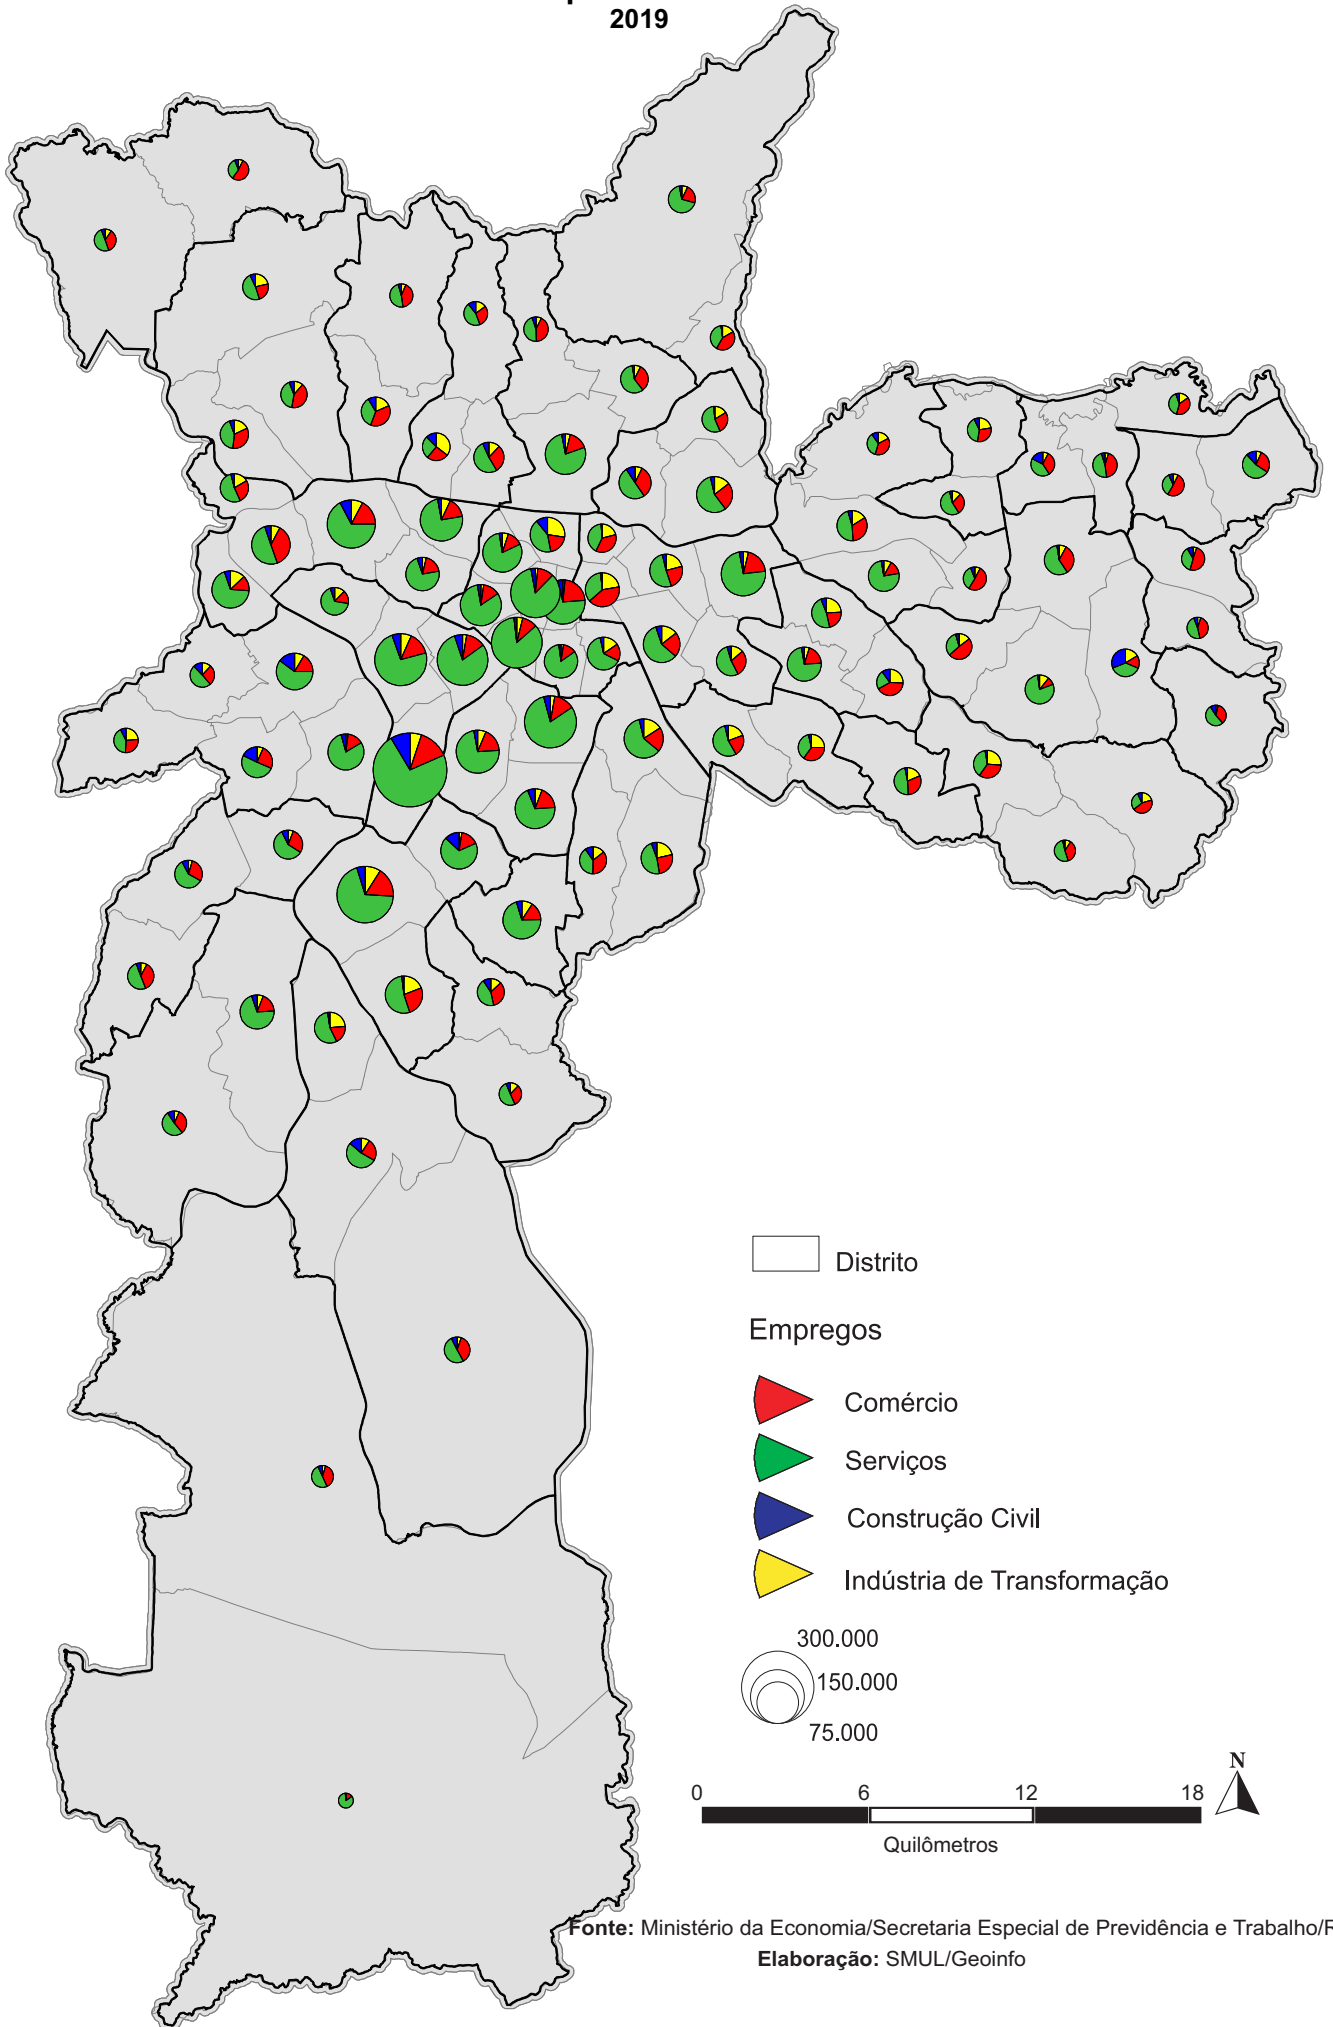 2019
Distrito
Empregos
Comércio
Serviços
Construção Civil
Indústria de Transformação
300.000
150.000
75.000
N
0 6 12 18
Quilômetros
Fonte: Ministério da Economia/Secretaria Especial de Previdência e Trabalho/R
Elaboração: SMUL/Geoinfo